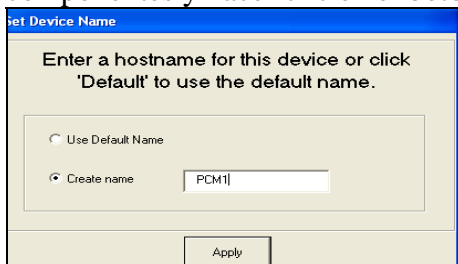 Set Device Name
Enter a hostname for this device or click
'Default' to use the default name.
Use Default Name
Create name PCM1
Apply